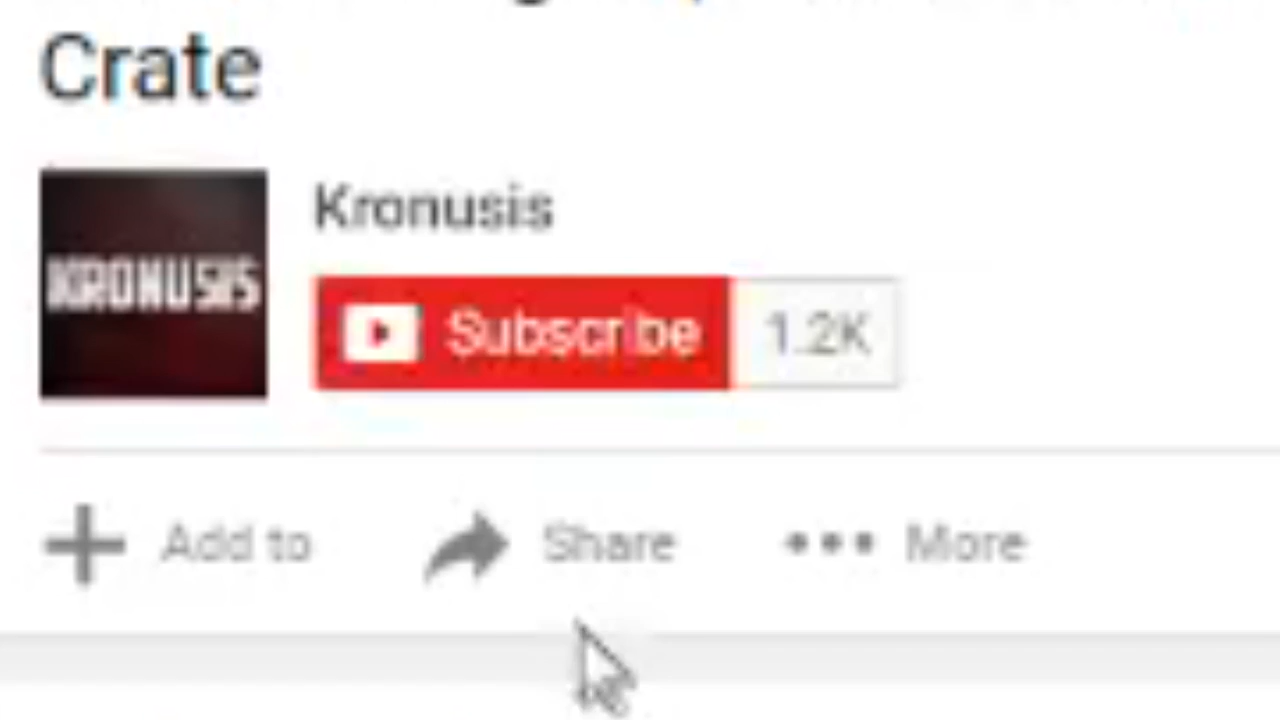 Crate
KRONUSIS
Kronusis
Subscribe 1.2K
Add to Share More